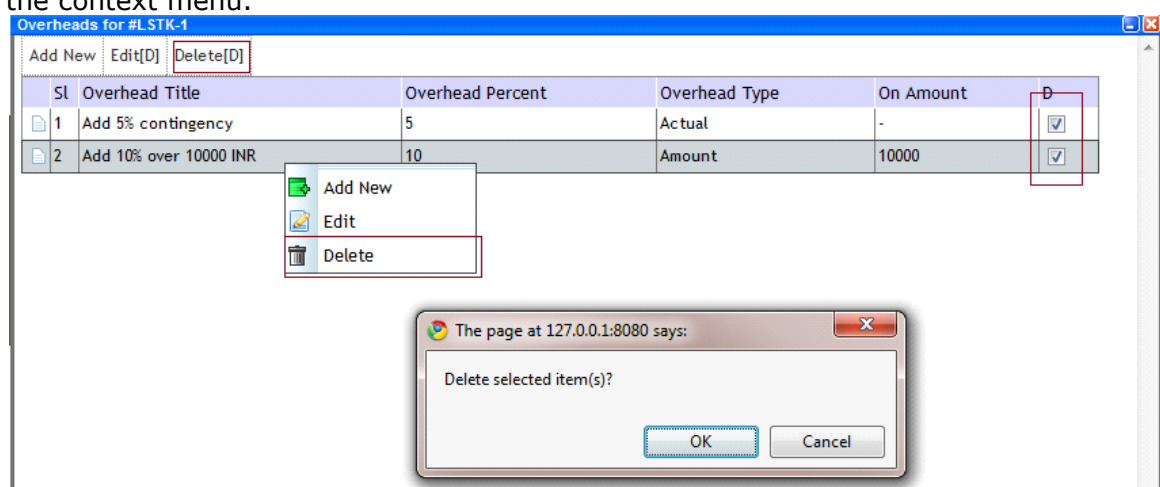 the context menu.
Overheads for #LSTK-1
Add New Edit[D] Delete[D]
Sl Overhead Title Overhead Percent Overhead Type On Amount D
1 Add 5% contingency 5 Actual -
2 Add 10% over 10000 INR 10 Amount 10000
Add New
Edit
Delete
The page at 127.0.0.1:8080 says:
Delete selected item(s)?
OK Cancel